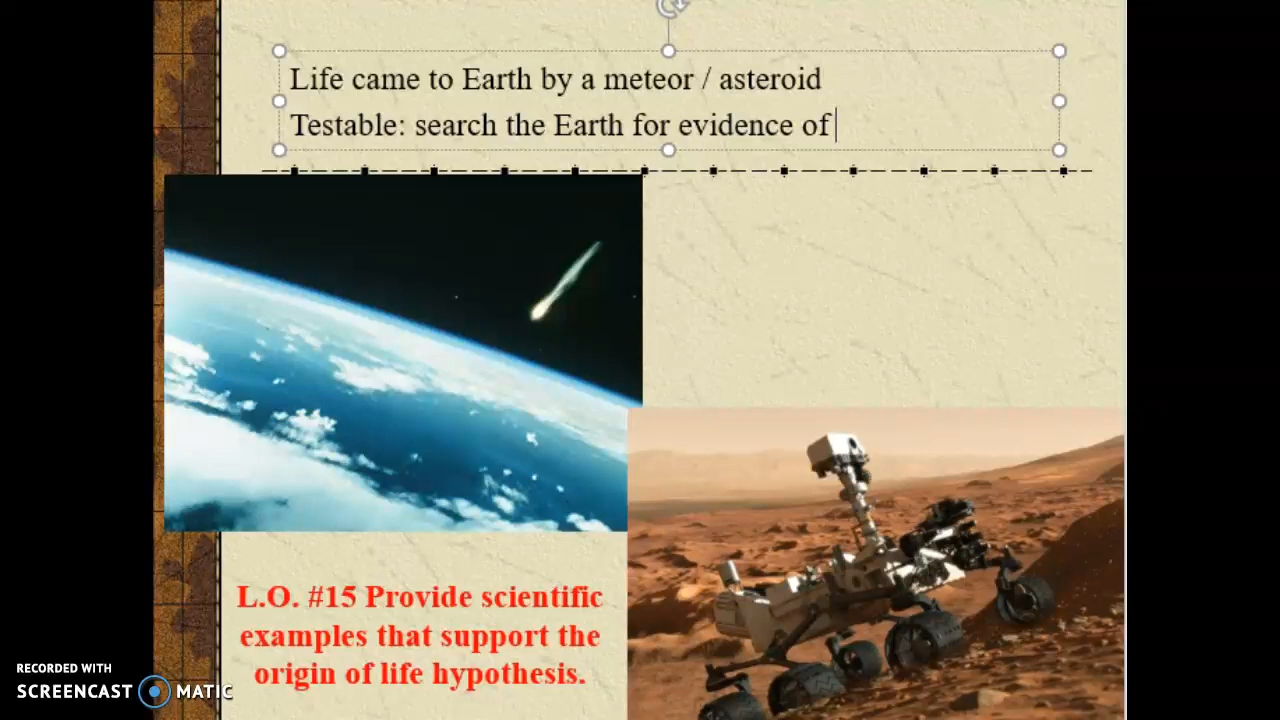 Life came to Earth by a meteor / asteroid
Testable: search the Earth for evidence of
L.O. #15 Provide scientific
examples that support the
origin of life hypothesis.
RECORDED WITH
SCREENCAST MATIC